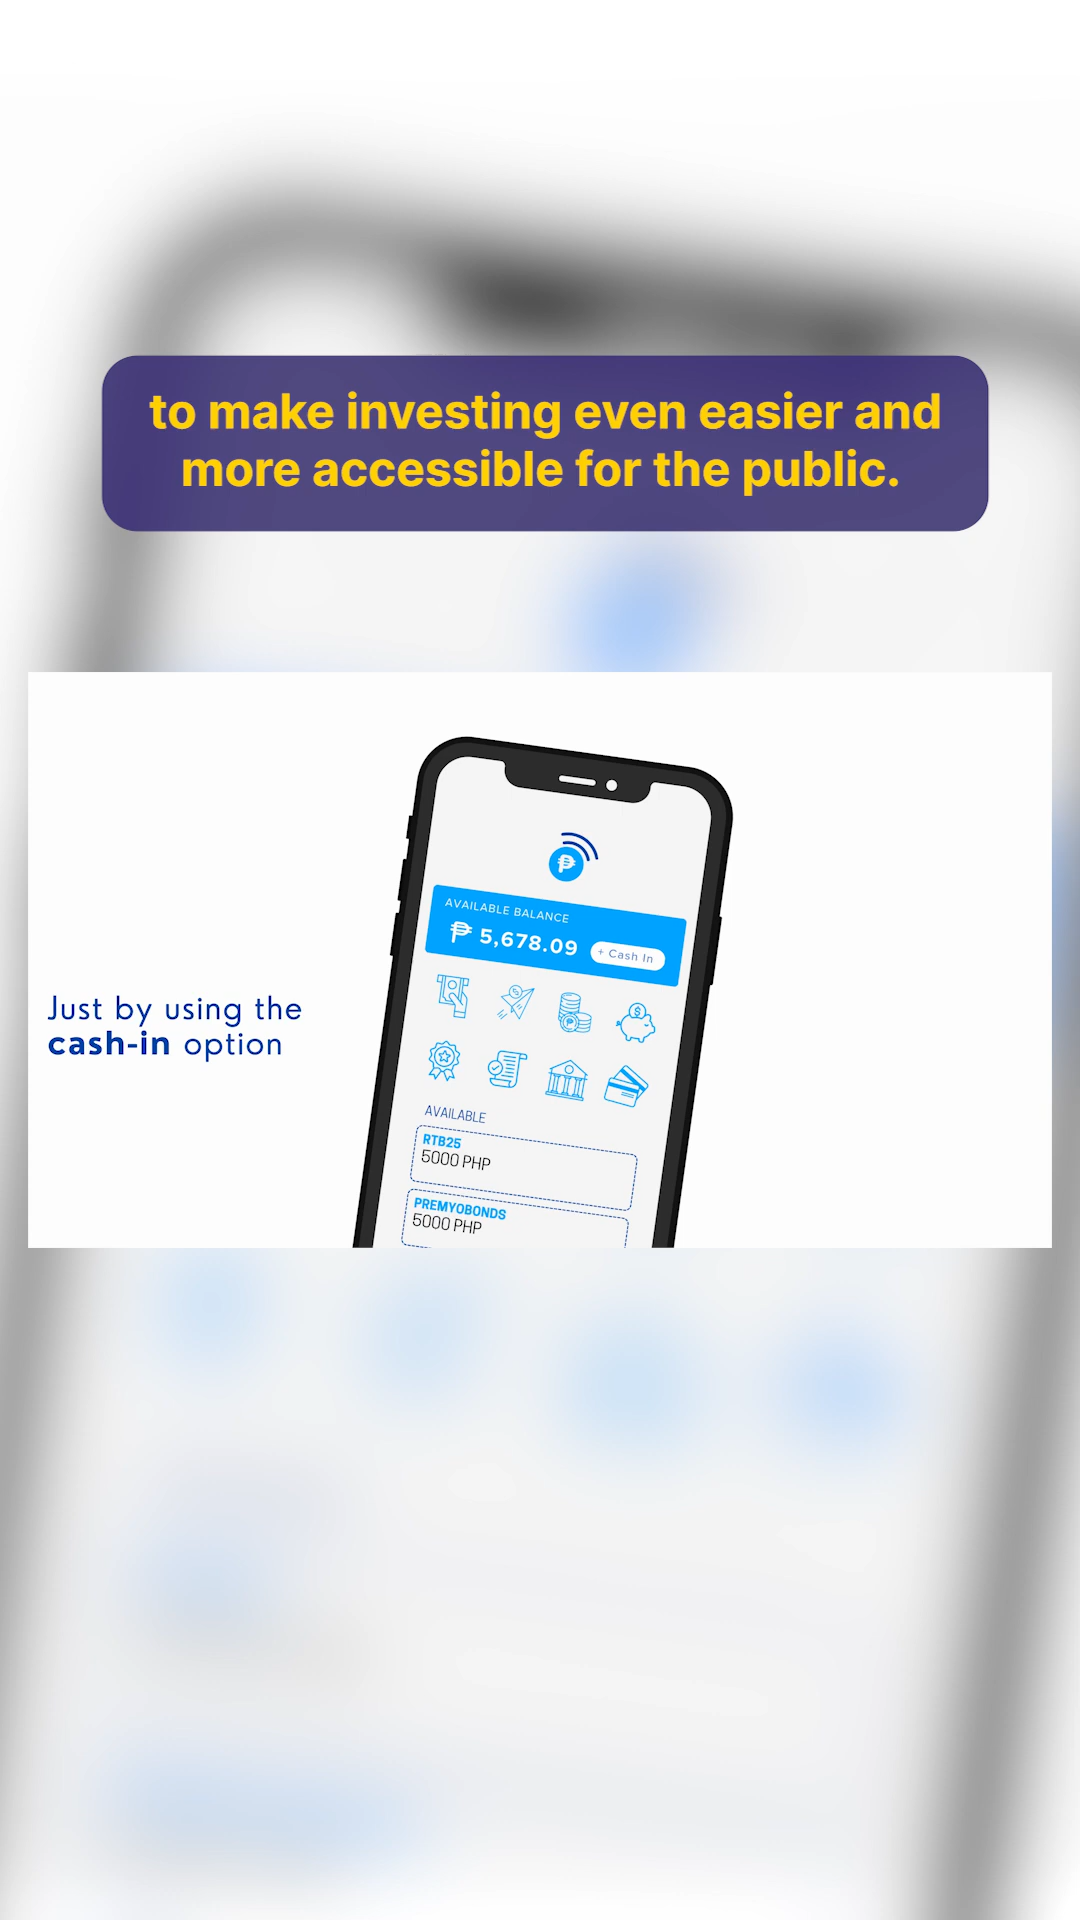 to make investing even easier and
more accessible for the public.
AVAILABLE BALANCE
₱ 5,678.09
+ Cash In
Just by using the
cash-in option
AVAILABLE
RTB25
5000 PHP
PREMYOBONDS
5000 PHP